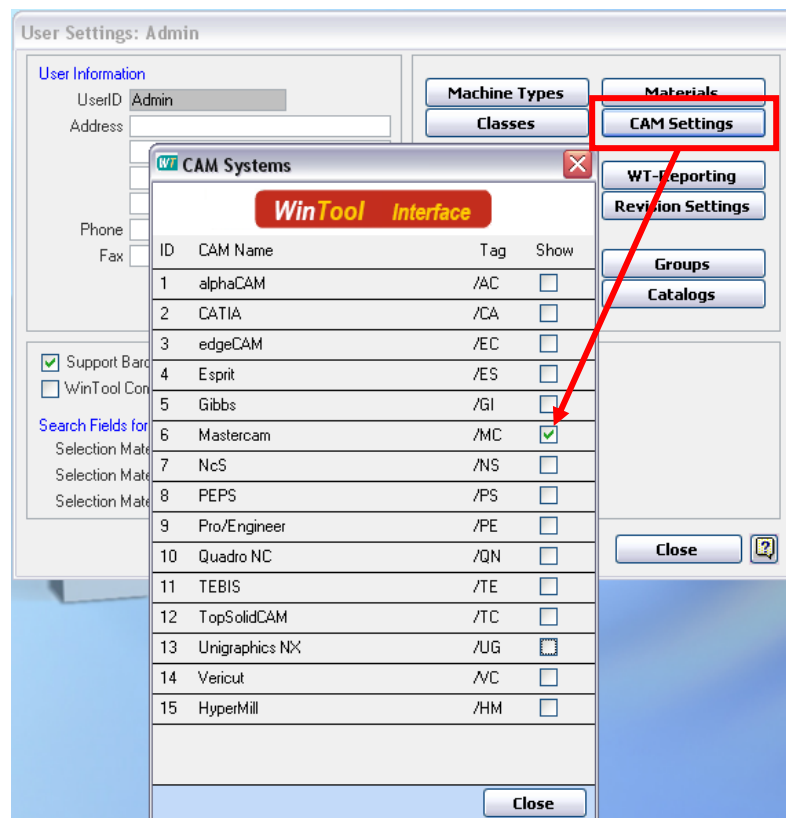 User Settings: Admin
User Information
UserID Admin
Address
Phone
Fax
Machine Types
Materials
Classes
CAM Settings
WT-Reporting
Revision Settings
Groups
Catalogs
Support Barc
WinTool Con
Search Fields for
Selection Mate
Selection Mate
Selection Mate
Close
WT CAM Systems
WinTool Interface
ID CAM Name Tag Show
1 alphaCAM /AC
2 CATIA /CA
3 edgeCAM /EC
4 Esprit /ES
5 Gibbs /GI
6 Mastercam /MC
7 NcS /NS
8 PEPS /PS
9 Pro/Engineer /PE
10 Quadro NC /QN
11 TEBIS /TE
12 TopSolidCAM /TC
13 Unigraphics NX /UG
14 Vericut /VC
15 HyperMill /HM
Close